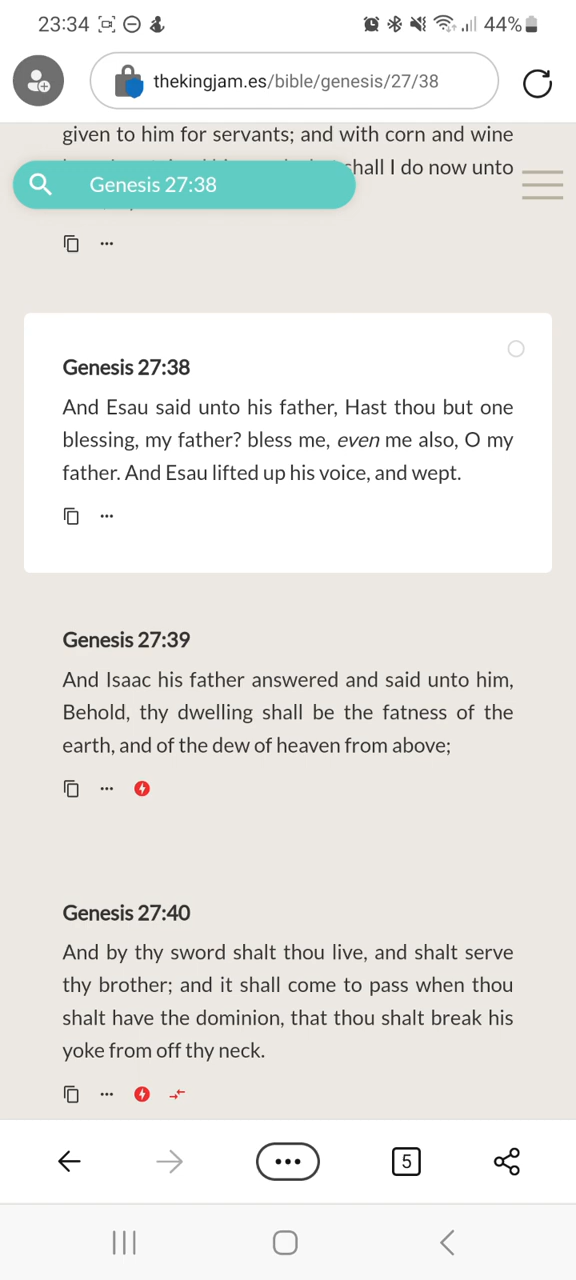 23:34
44%
thekingjam.es/bible/genesis/27/38
given to him for servants; and with corn and wine
shall I do now unto
Genesis 27:38
Genesis 27:38
And Esau said unto his father, Hast thou but one
blessing, my father? bless me, even me also, O my
father. And Esau lifted up his voice, and wept.
Genesis 27:39
And Isaac his father answered and said unto him,
Behold, thy dwelling shall be the fatness of the
earth, and of the dew of heaven from above;
Genesis 27:40
And by thy sword shalt thou live, and shalt serve
thy brother; and it shall come to pass when thou
shalt have the dominion, that thou shalt break his
yoke from off thy neck.
5